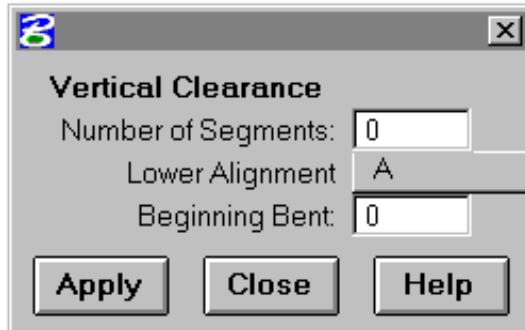 Vertical Clearance
Number of Segments: 0
Lower Alignment A
Beginning Bent: 0
Apply Close Help